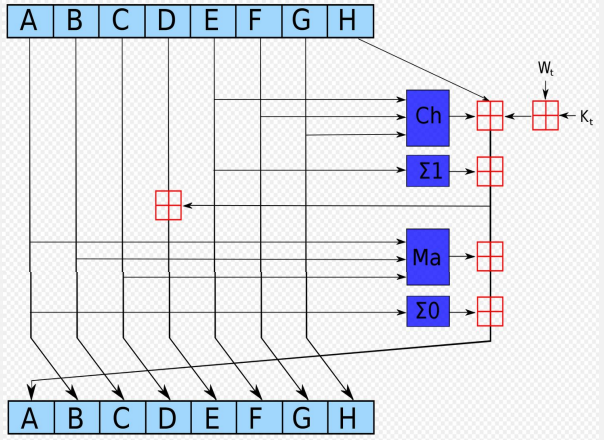 A B C D E F G H
W_t
Ch
K_t
Σ1
Ma
Σ0
A B C D E F G H